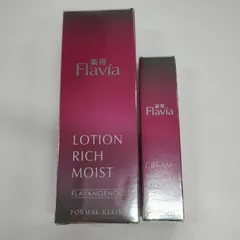 薬用
Flavia
LOTION
RICH
MOIST
FLAVANGENOL
FORMAL KLEIN
薬用
Flavia
CREAM